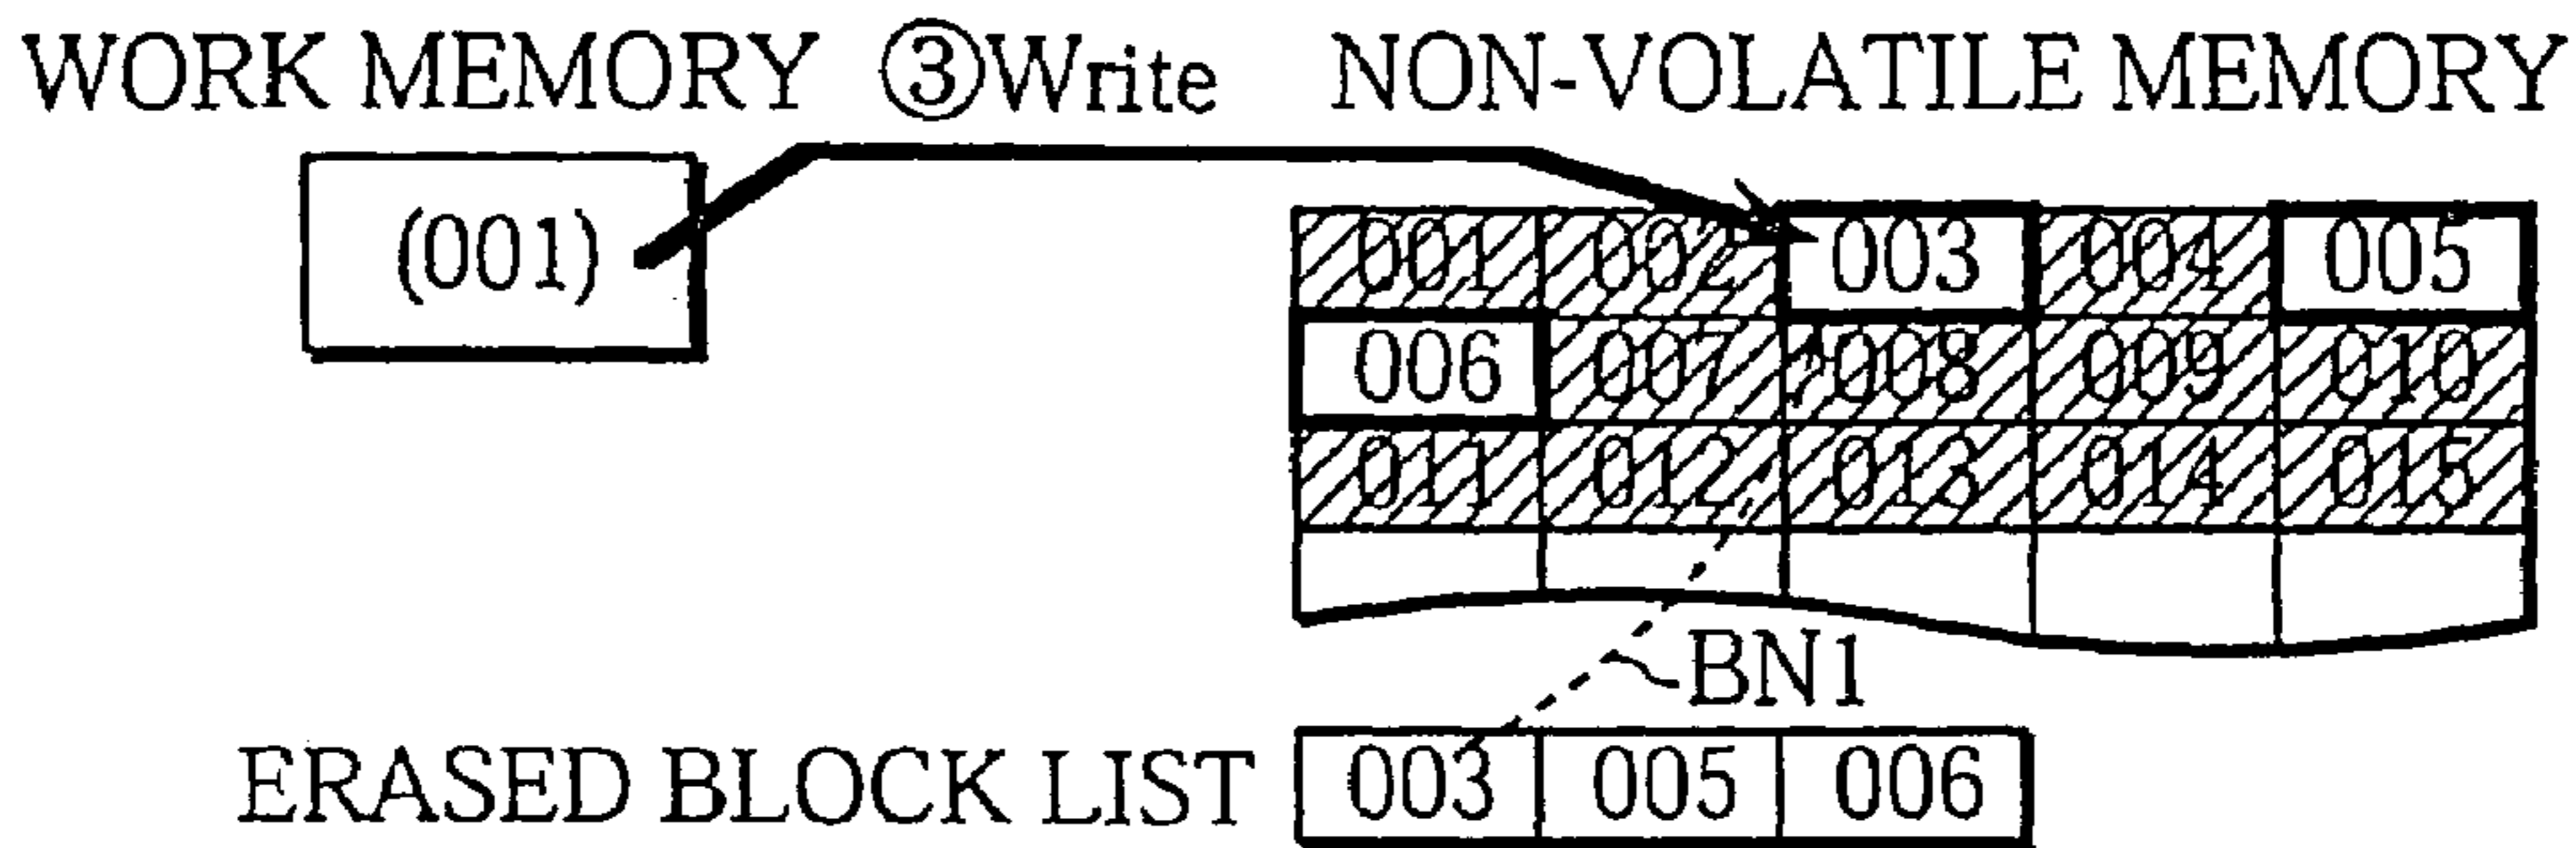 WORK MEMORY ③Write NON-VOLATILE MEMORY
(001)
001 002 003 004 005
006 007 008 009 010
011 012 013 014 015
BN1
ERASED BLOCK LIST 003 005 006